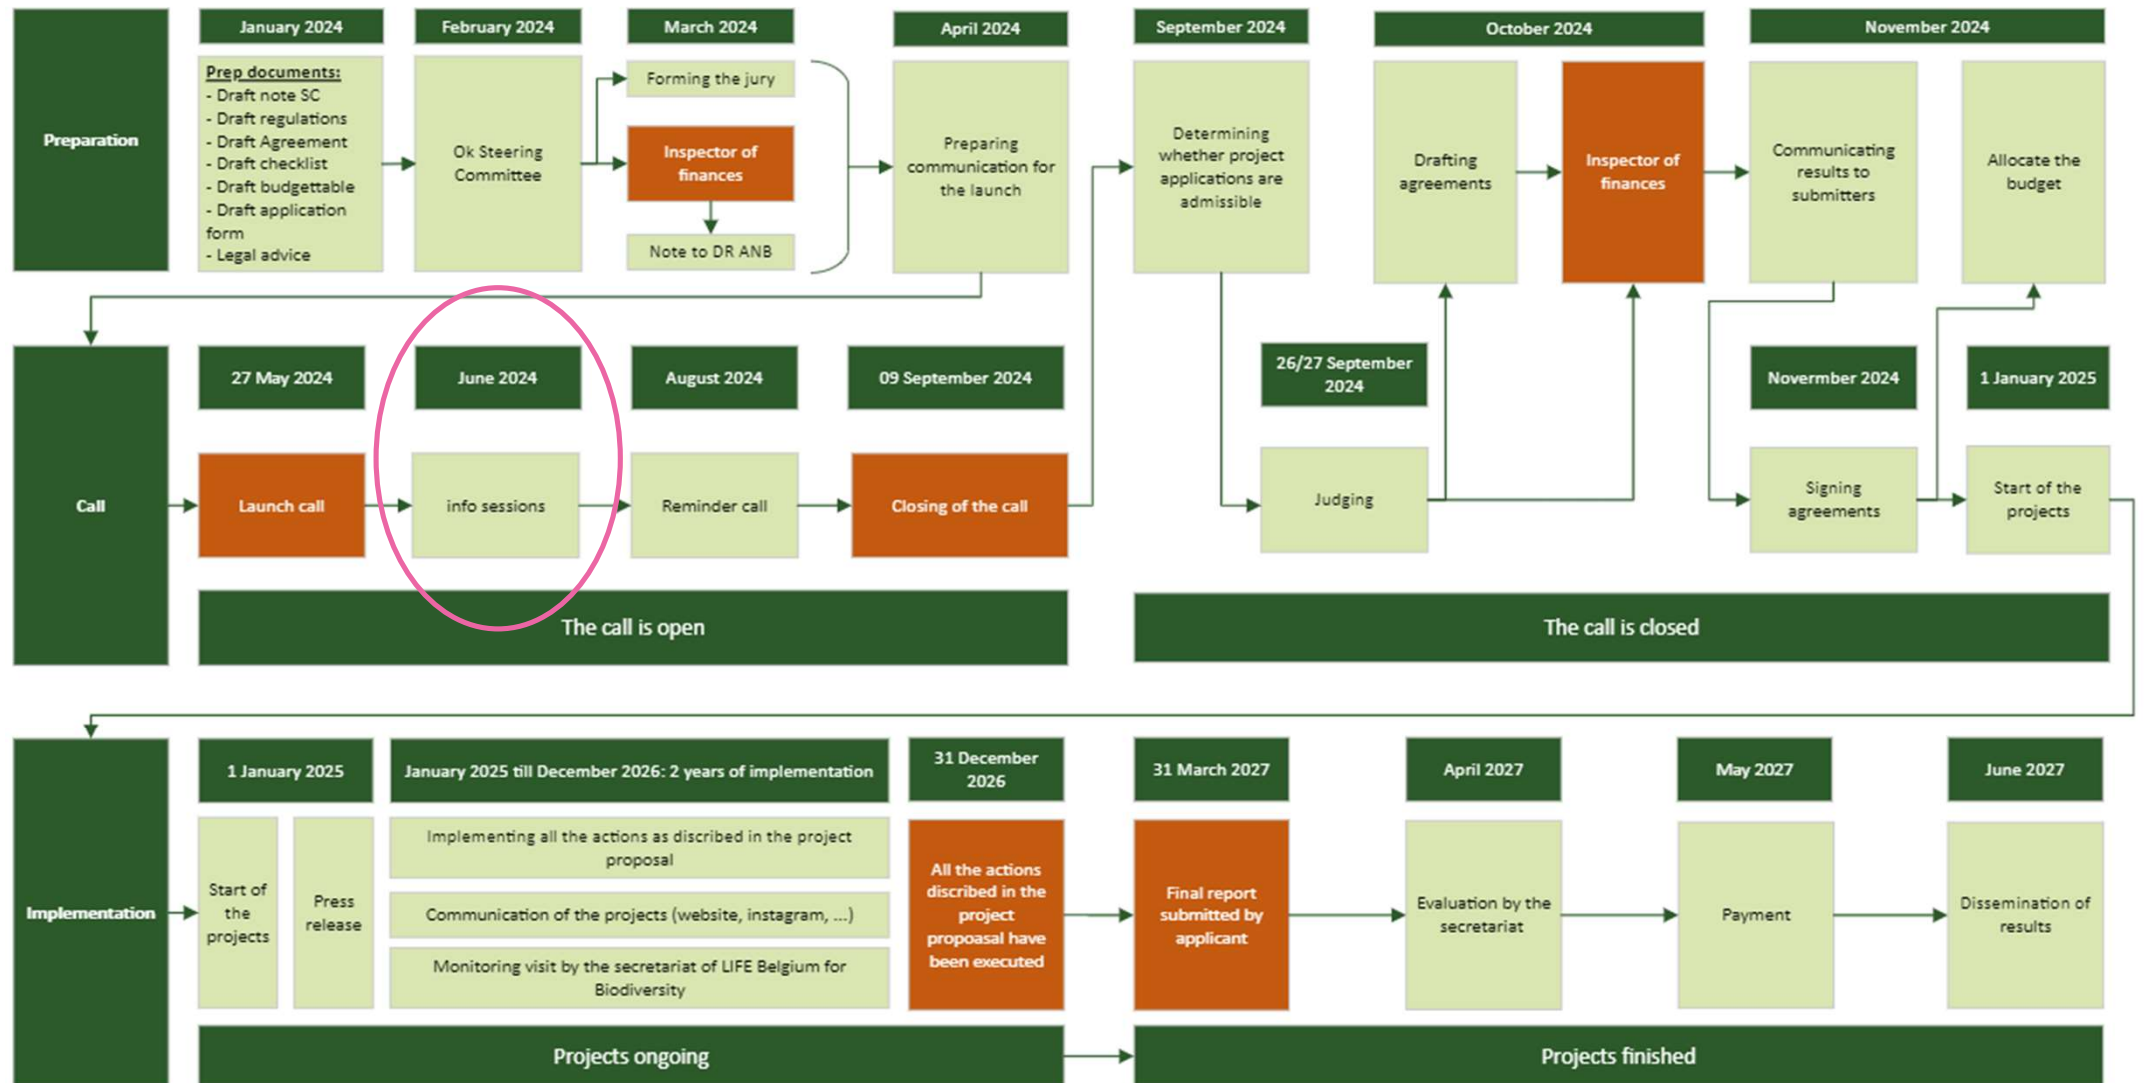 January 2024
February 2024
March 2024
April 2024
September 2024
October 2024
November 2024
Preparation
Prep documents:
- Draft note SC
- Draft regulations
- Draft Agreement
- Draft checklist
- Draft budgettable
- Draft application
form
- Legal advice
Ok Steering
Committee
Forming the jury
Inspector of
finances
Note to DR ANB
Preparing
communication for
the launch
Determining
whether project
applications are
admissible
Drafting
agreements
Inspector of
finances
Communicating
results to
submitters
Allocate the
budget
Call
27 May 2024
June 2024
August 2024
09 September 2024
26/27 September
2024
Novermber 2024
1 January 2025
Launch call
info sessions
Reminder call
Closing of the call
Judging
Signing
agreements
Start of the
projects
The call is open
The call is closed
Implementation
1 January 2025
January 2025 till December 2026: 2 years of implementation
31 December
2026
31 March 2027
April 2027
May 2027
June 2027
Start of
the
projects
Press
release
Implementing all the actions as discribed in the project
proposal
Communication of the projects (website, instagram, ...)
Monitoring visit by the secretariat of LIFE Belgium for
Biodiversity
All the actions
discribed in the
project
propoasal have
been executed
Final report
submitted by
applicant
Evaluation by the
secretariat
Payment
Dissemination of
results
Projects ongoing
Projects finished